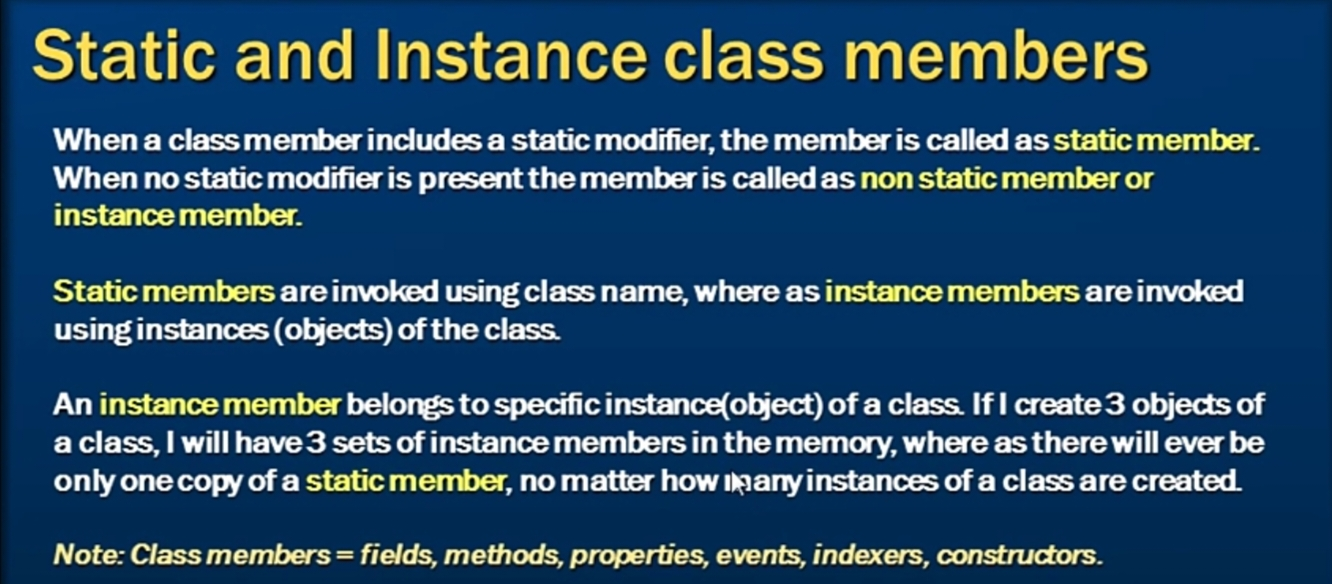 Static and Instance class members
When a class member includes a static modifier, the member is called as static member.
When no static modifier is present the member is called as non static member or
instance member.
Static members are invoked using class name, where as instance members are invoked
using instances (objects) of the class.
An instance member belongs to specific instance(object) of a class. If I create 3 objects of
a class, I will have 3 sets of instance members in the memory, where as there will ever be
only one copy of a static member, no matter how many instances of a class are created.
Note: Class members = fields, methods, properties, events, indexers, constructors.